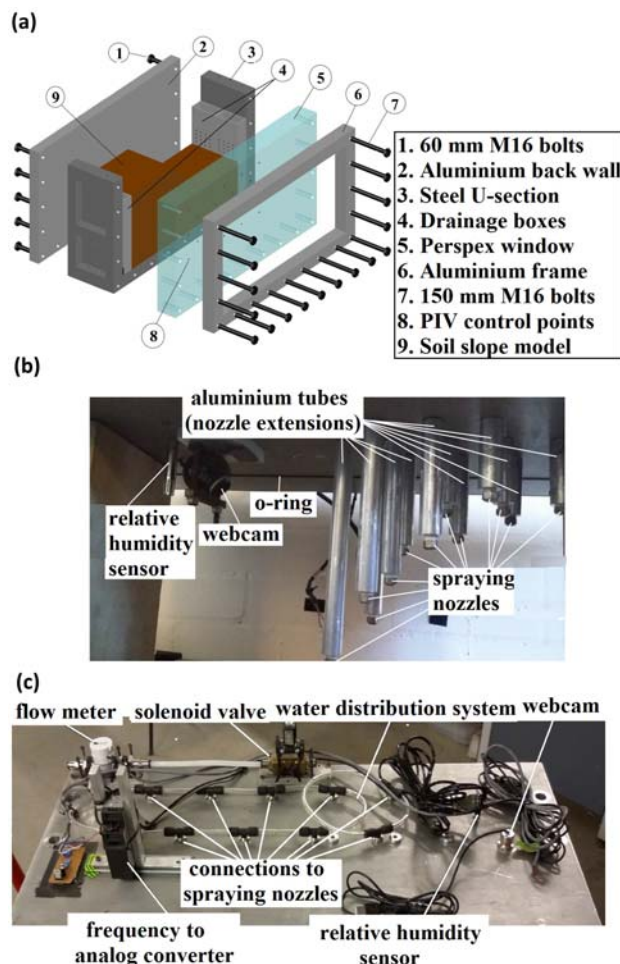 (a)
1
2
3
4
5
6
7
9
8
1. 60 mm M16 bolts
2. Aluminium back wall
3. Steel U-section
4. Drainage boxes
5. Perspex window
6. Aluminium frame
7. 150 mm M16 bolts
8. PIV control points
9. Soil slope model
(b)
aluminium tubes
(nozzle extensions)
o-ring
relative
humidity
sensor
webcam
spraying
nozzles
(c)
flow meter
solenoid valve
water distribution system
webcam
connections to
spraying nozzles
frequency to
analog converter
relative humidity
sensor